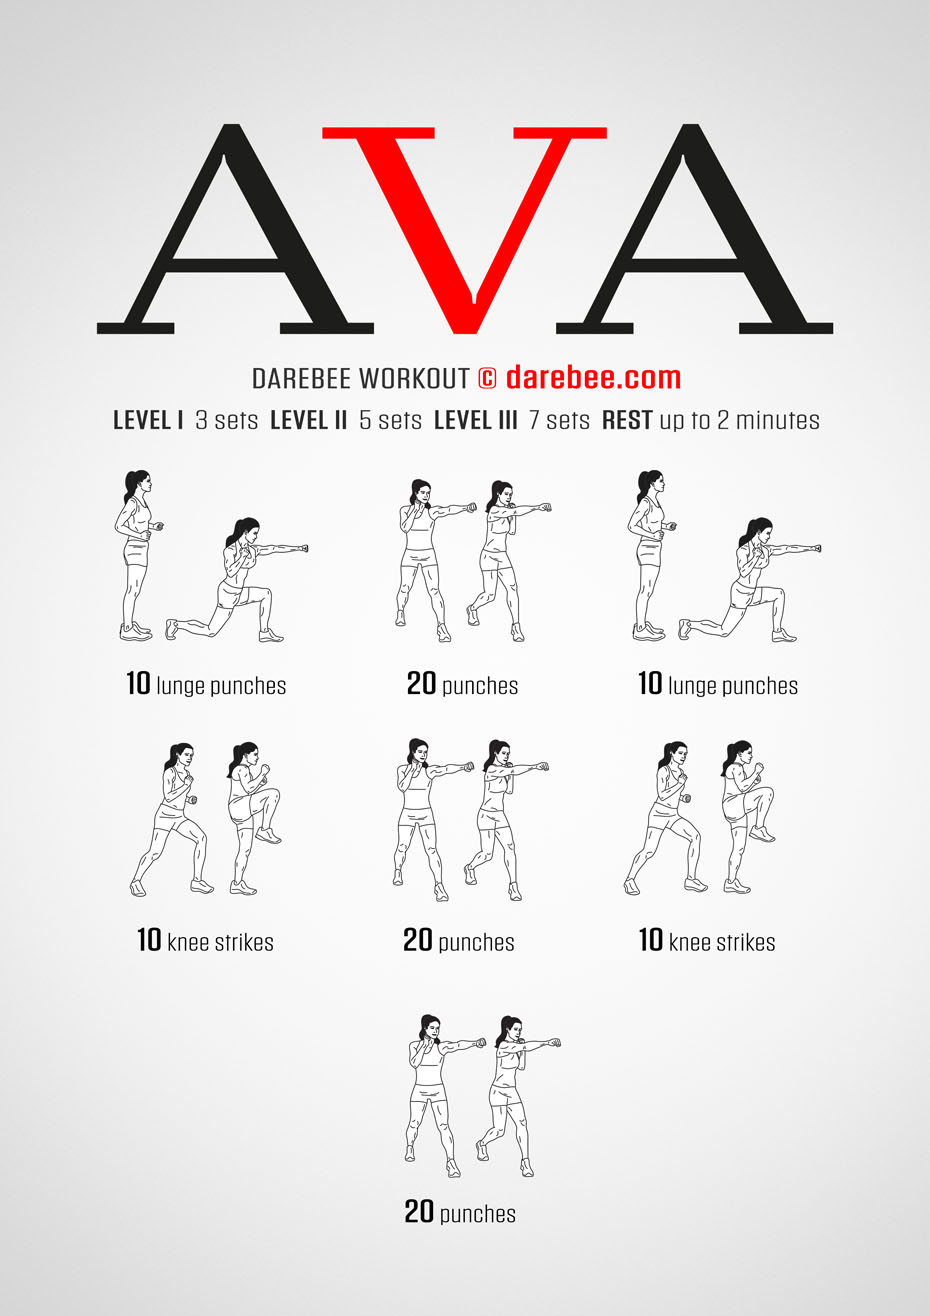 AVA
DAREBEE WORKOUT © darebee.com
LEVEL I 3 sets LEVEL II 5 sets LEVEL III 7 sets REST up to 2 minutes
10 lunge punches
20 punches
10 lunge punches
10 knee strikes
20 punches
10 knee strikes
20 punches